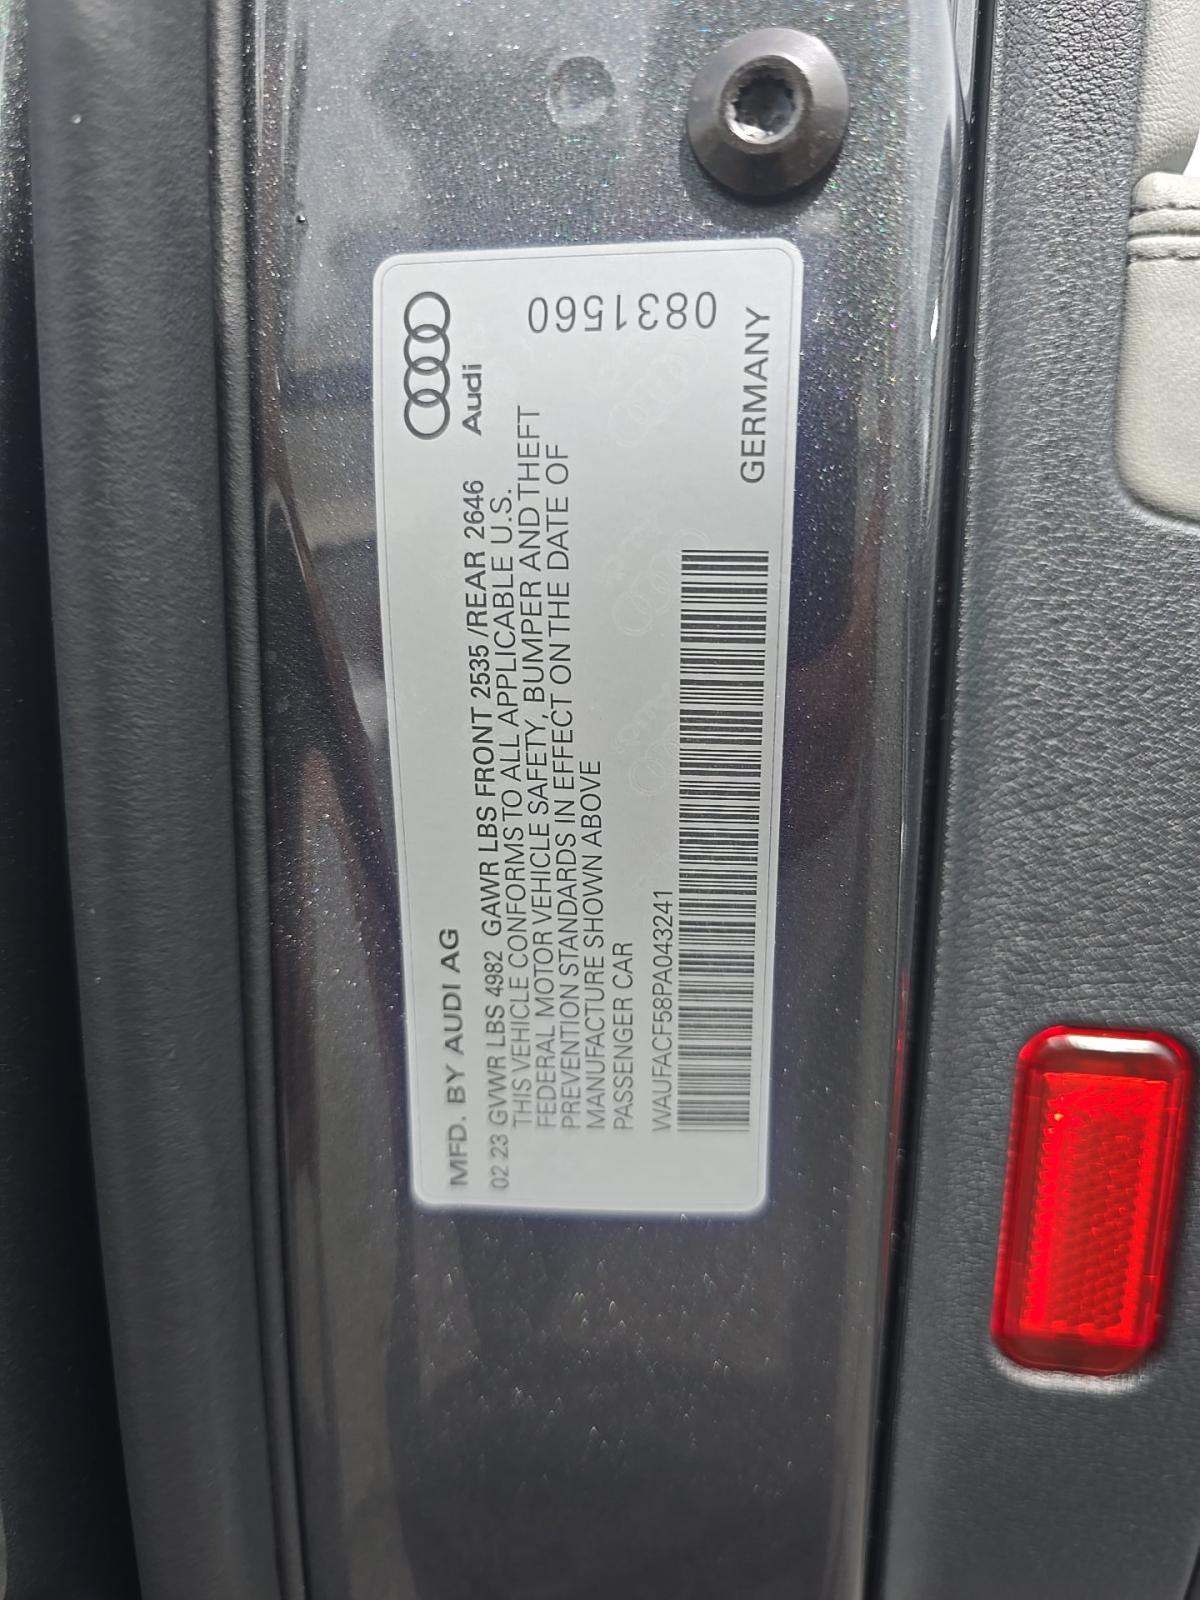 MFD. BY AUDI AG
Audi
02 23 GVWR LBS 4982 GAWR LBS FRONT 2535 /REAR 2646
THIS VEHICLE CONFORMS TO ALL APPLICABLE U.S.
FEDERAL MOTOR VEHICLE SAFETY, BUMPER AND THEFT
PREVENTION STANDARDS IN EFFECT ON THE DATE OF
MANUFACTURE SHOWN ABOVE
PASSENGER CAR
WAUFACF58PA043241
GERMANY
0831560